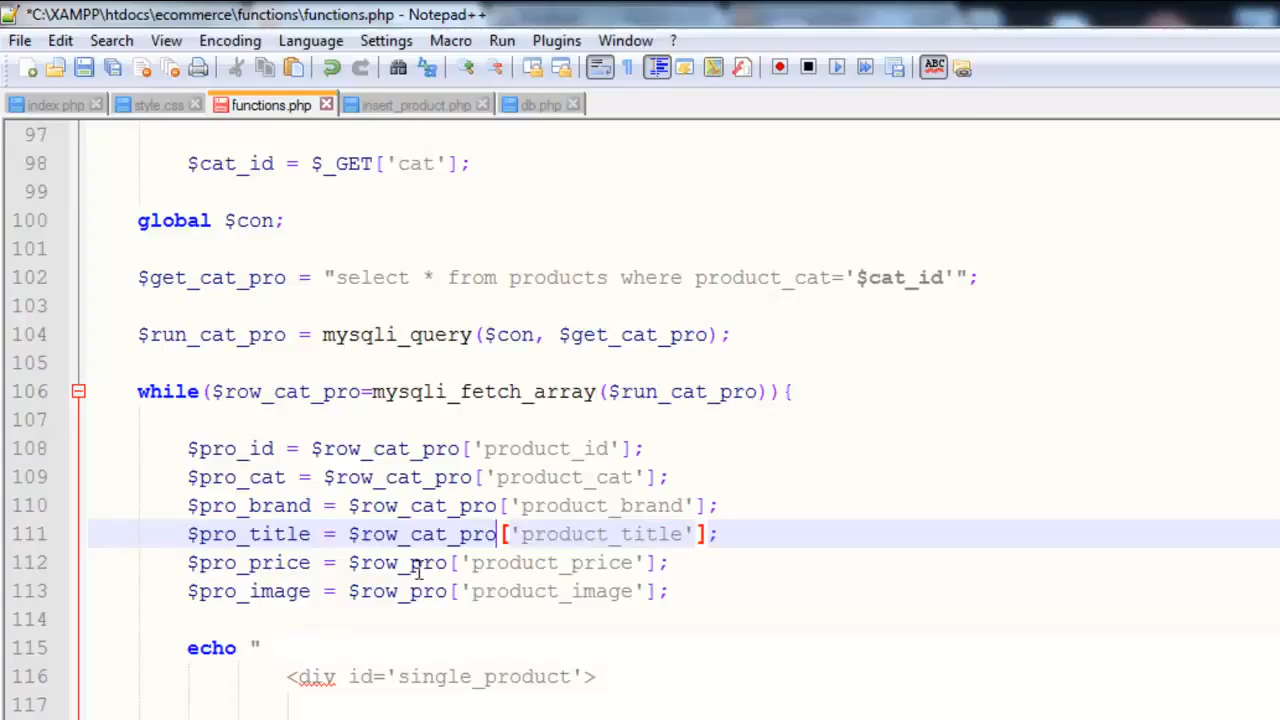 *C:\XAMPP\htdocs\ecommerce\functions\functions.php - Notepad++
File Edit Search View Encoding Language Settings Macro Run Plugins Window ?
ABC
index.php style.css functions.php insert_product.php db.php
97
98 $cat_id = $_GET['cat'];
99
100 global $con;
101
102 $get_cat_pro = "select * from products where product_cat='$cat_id'";
103
104 $run_cat_pro = mysqli_query($con, $get_cat_pro);
105
106 while($row_cat_pro=mysqli_fetch_array($run_cat_pro)){
107
108 $pro_id = $row_cat_pro['product_id'];
109 $pro_cat = $row_cat_pro['product_cat'];
110 $pro_brand = $row_cat_pro['product_brand'];
111 $pro_title = $row_cat_pro['product_title'];
112 $pro_price = $row_pro['product_price'];
113 $pro_image = $row_pro['product_image'];
114
115 echo "
116 <div id='single_product'>
117